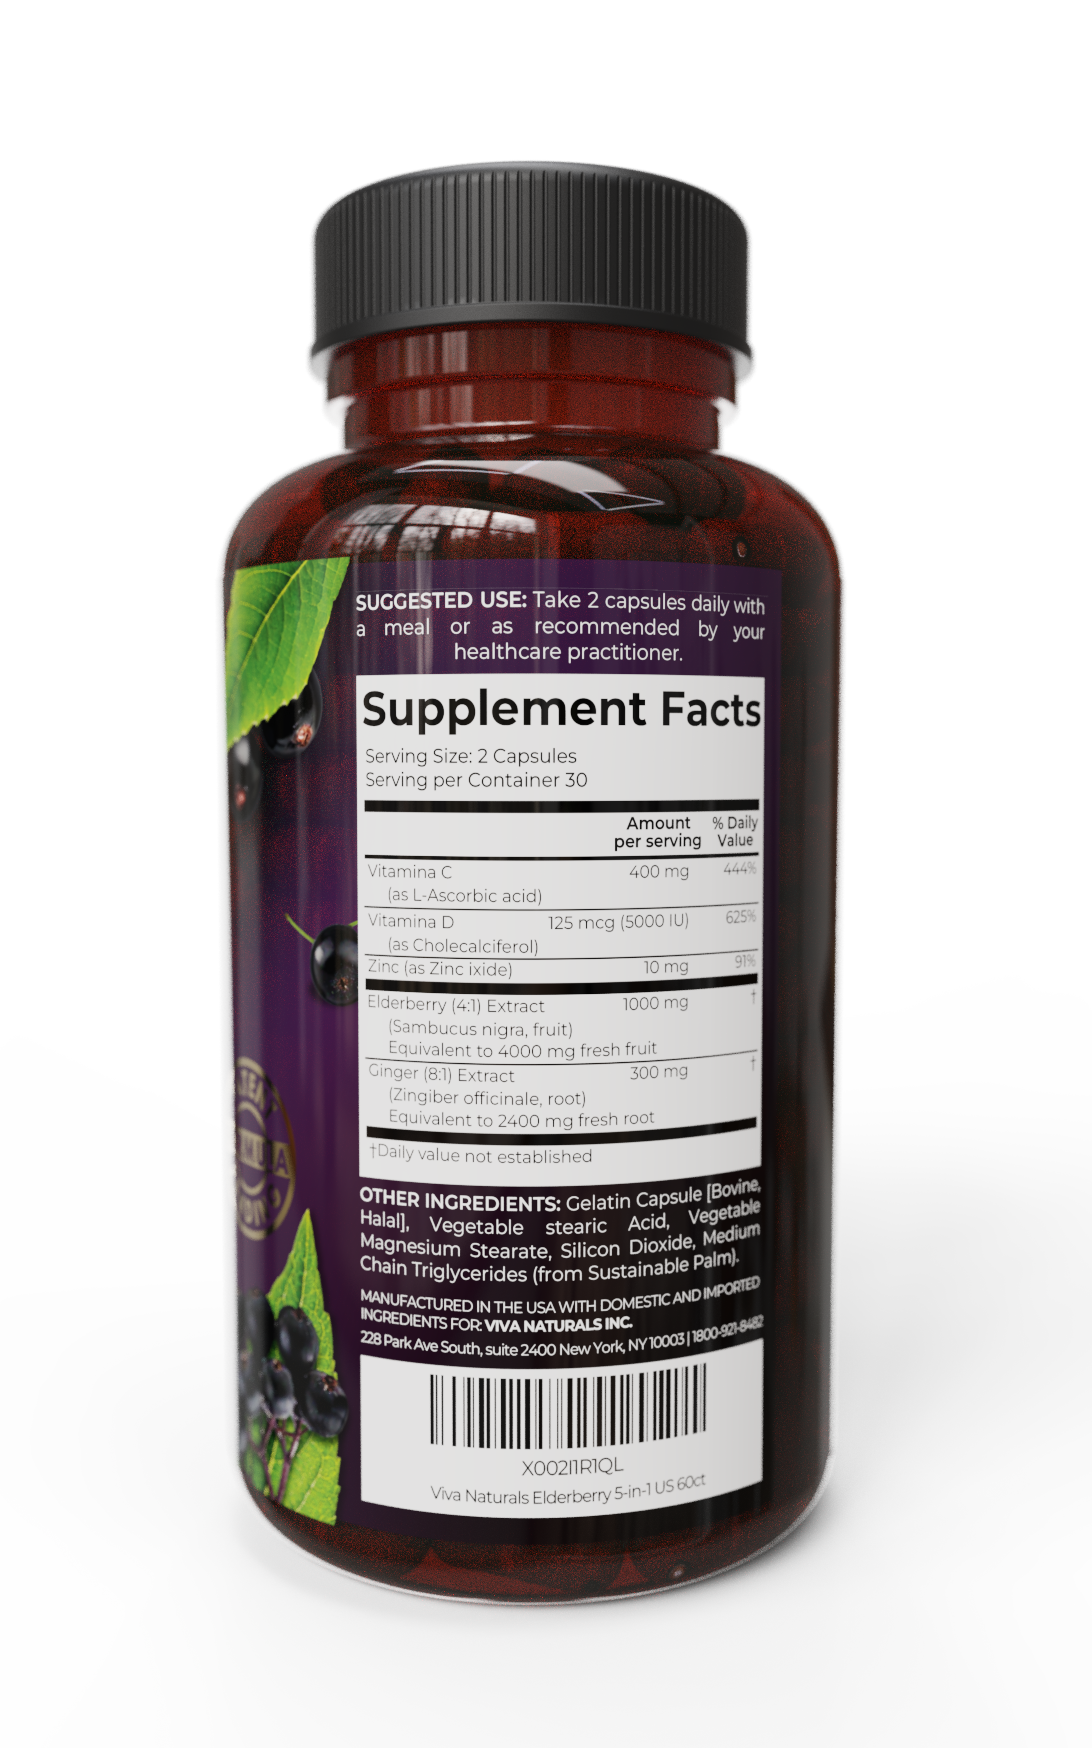 SUGGESTED USE: Take 2 capsules daily with
a meal or as recommended by your
healthcare practitioner.
Supplement Facts
Serving Size: 2 Capsules
Serving per Container 30
Amount per serving % Daily Value
Vitamina C 400 mg 444%
(as L-Ascorbic acid)
Vitamina D 125 mcg (5000 IU) 625%
(as Cholecalciferol)
Zinc (as Zinc ixide) 10 mg 91%
Elderberry (4:1) Extract 1000 mg †
(Sambucus nigra, fruit)
Equivalent to 4000 mg fresh fruit
Ginger (8:1) Extract 300 mg †
(Zingiber officinale, root)
Equivalent to 2400 mg fresh root
†Daily value not established
OTHER INGREDIENTS: Gelatin Capsule [Bovine,
Halal], Vegetable stearic Acid, Vegetable
Magnesium Stearate, Silicon Dioxide, Medium
Chain Triglycerides (from Sustainable Palm).
MANUFACTURED IN THE USA WITH DOMESTIC AND IMPORTED
INGREDIENTS FOR: VIVA NATURALS INC.
228 Park Ave South, suite 2400 New York, NY 10003 | 1800-921-8482
X002I1R1QL
Viva Naturals Elderberry 5-in-1 US 60ct